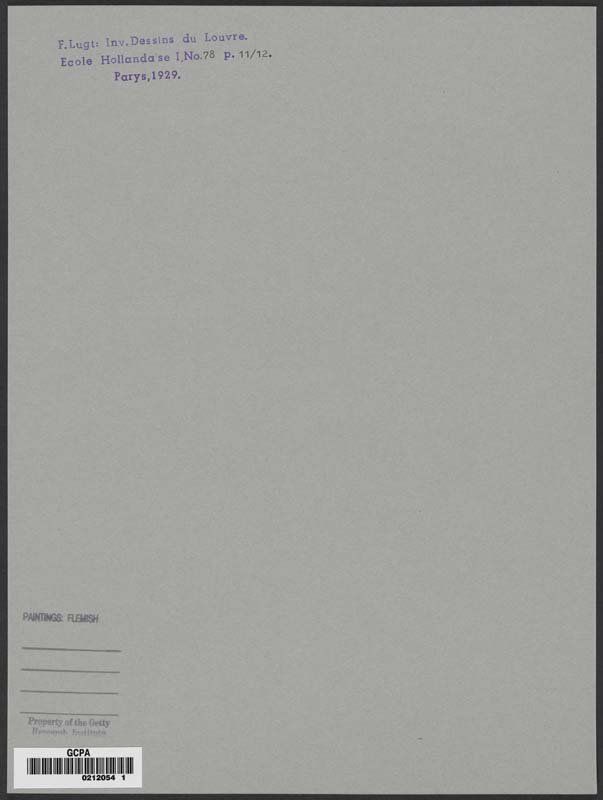 F.Lugt: Inv.Dessins du Louvre.
Ecole Hollandaise I,No.78 p. 11/12.
Parys,1929.
PAINTINGS: FLEMISH
Property of the Getty
Research Institute
GCPA
0212054 1